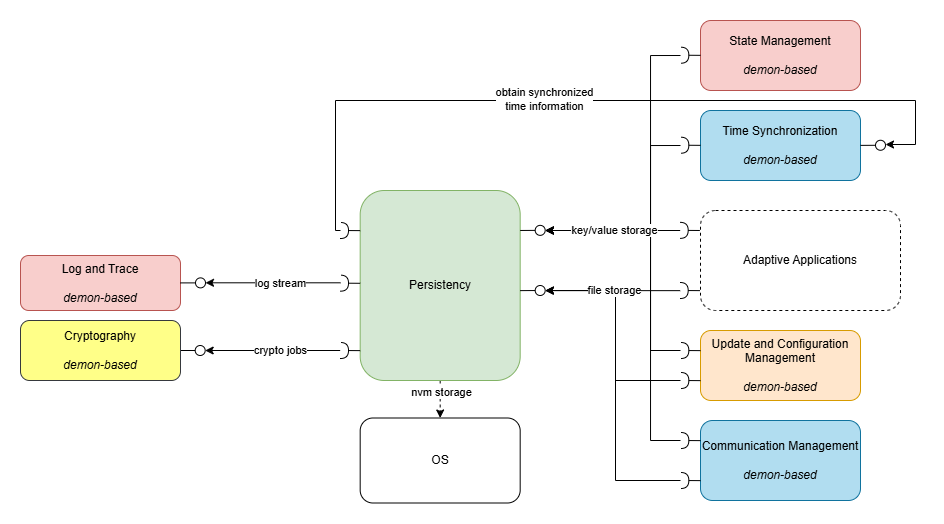 State Management
demon-based
obtain synchronized
time information
Time Synchronization
demon-based
key/value storage
Adaptive Applications
Log and Trace
demon-based
log stream
Persistency
file storage
Cryptography
demon-based
crypto jobs
Update and Configuration
Management
demon-based
nvm storage
OS
Communication Management
demon-based